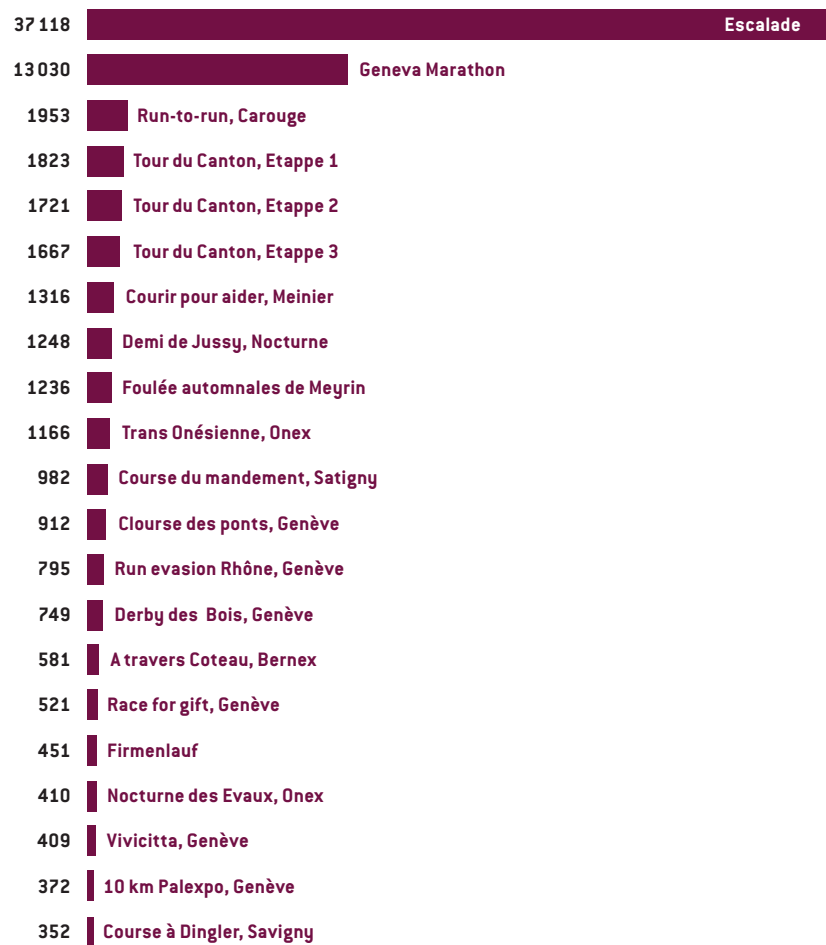 37 118 Escalade
13 030 Geneva Marathon
1953 Run-to-run, Carouge
1823 Tour du Canton, Etappe 1
1721 Tour du Canton, Etappe 2
1667 Tour du Canton, Etappe 3
1316 Courir pour aider, Meinier
1248 Demi de Jussy, Nocturne
1236 Foulée automnales de Meyrin
1166 Trans Onésienne, Onex
982 Course du mandement, Satigny
912 Clourse des ponts, Genève
795 Run evasion Rhône, Genève
749 Derby des Bois, Genève
581 A travers Coteau, Bernex
521 Race for gift, Genève
451 Firmenlauf
410 Nocturne des Evaux, Onex
409 Vivicitta, Genève
372 10 km Palexpo, Genève
352 Course à Dingler, Savigny